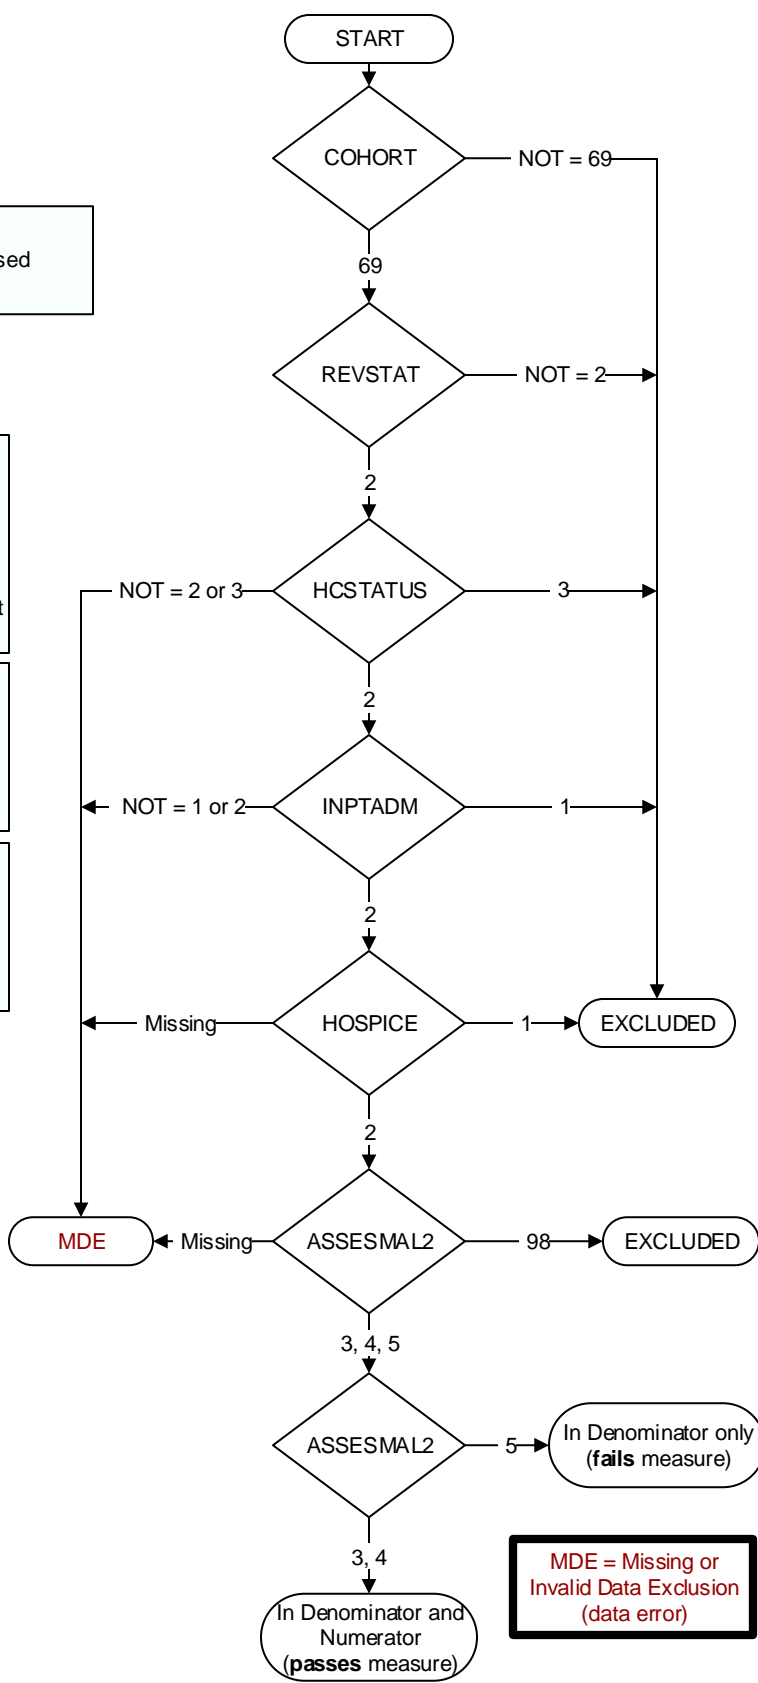 START
COHORT
NOT = 69
69
REVSTAT
NOT = 2
2
NOT = 2 or 3
HCSTATUS
3
2
NOT = 1 or 2
INPTADM
1
2
Missing
HOSPICE
1
EXCLUDED
2
MDE
Missing
ASSESMAL2
98
EXCLUDED
3, 4, 5
ASSESMAL2
5
In Denominator only
(fails measure)
3, 4
In Denominator and
Numerator
(passes measure)
MDE = Missing or
Invalid Data Exclusion
(data error)